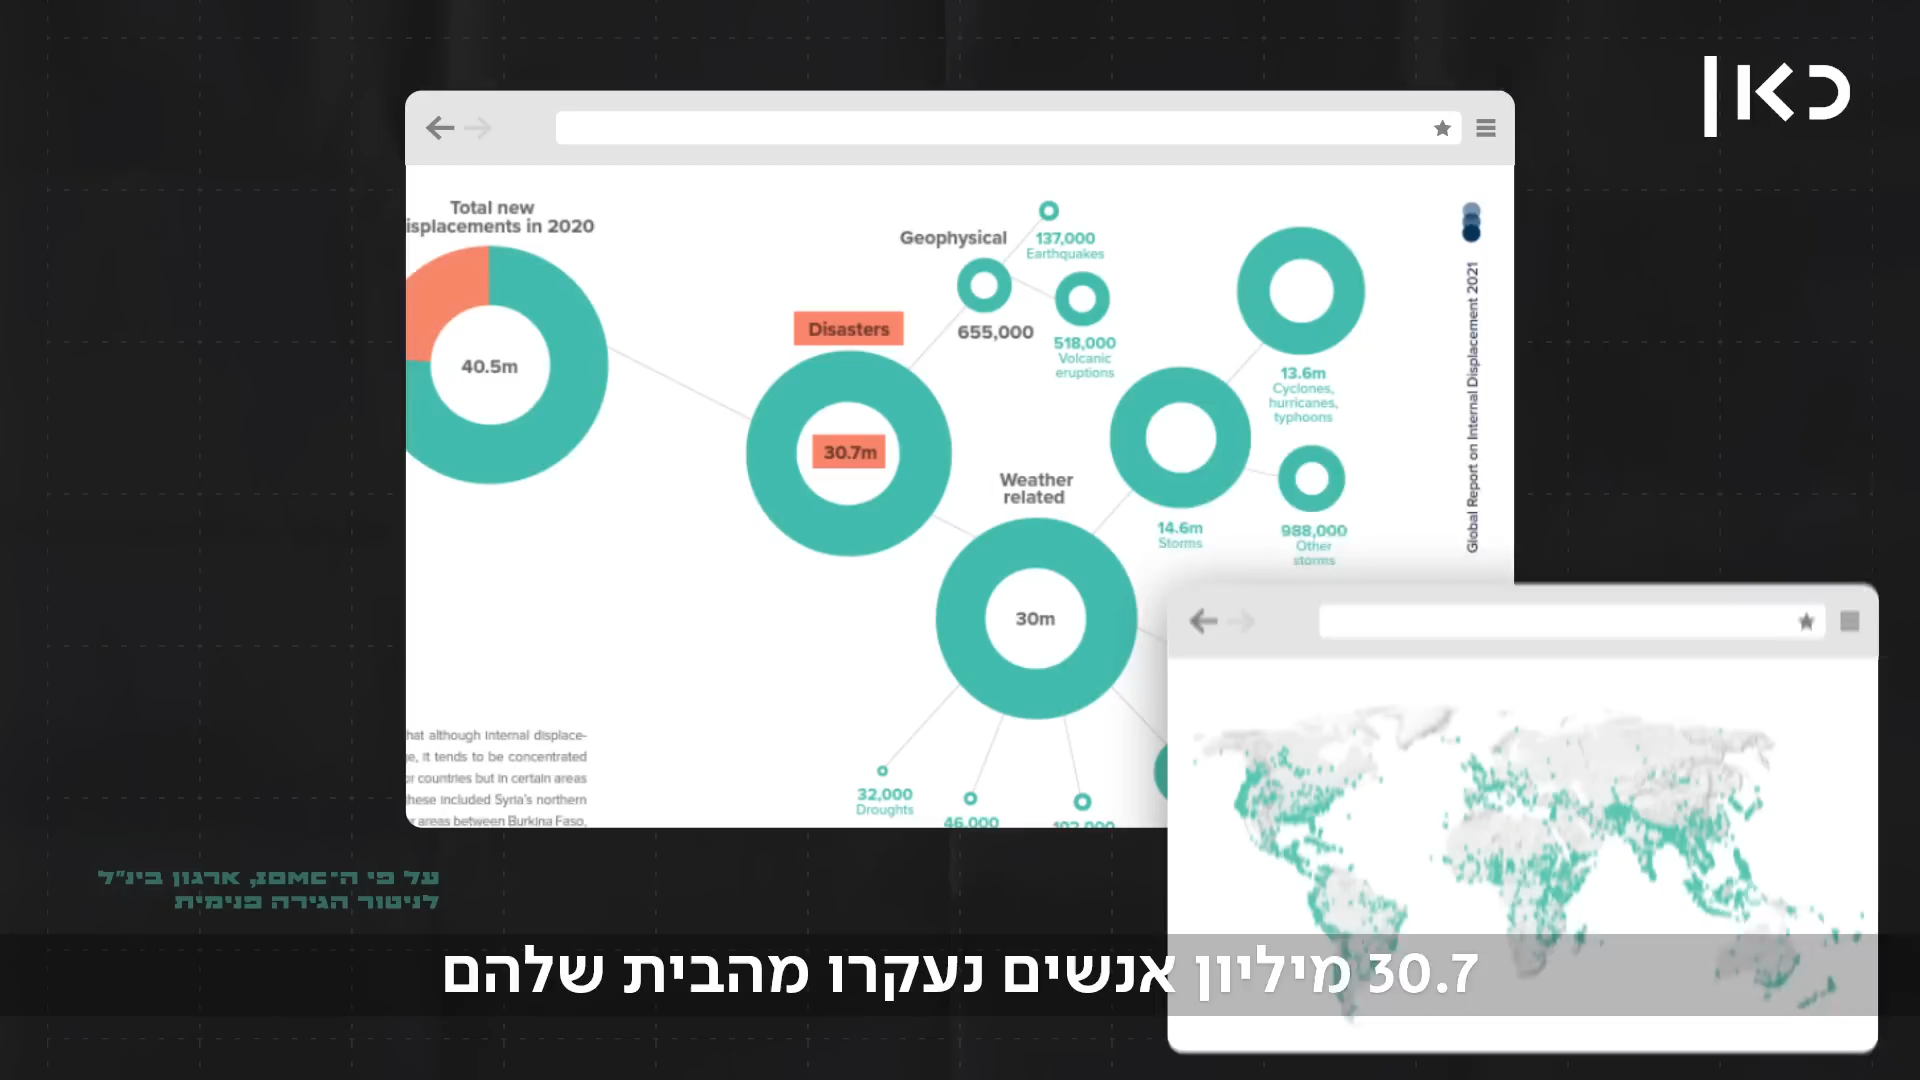 כאן
Total new
isplacements in 2020
40.5m
Disasters
30.7m
Geophysical
655,000
137,000
Earthquakes
518,000
Volcanic
eruptions
Weather
related
30m
14.6m
Storms
13.6m
Cyclones,
hurricanes,
typhoons
988,000
Other
storms
32,000
Droughts
46,000
Global Report on Internal Displacement 2021
hat although internal displace-
e, it tends to be concentrated
or countries but in certain areas
hese included Syria's northern
r areas between Burkina Faso,
על פי ה־IDMC, ארגון בינ"ל
לניטור הגירה פנימית
30.7 מיליון אנשים נעקרו מהבית שלהם